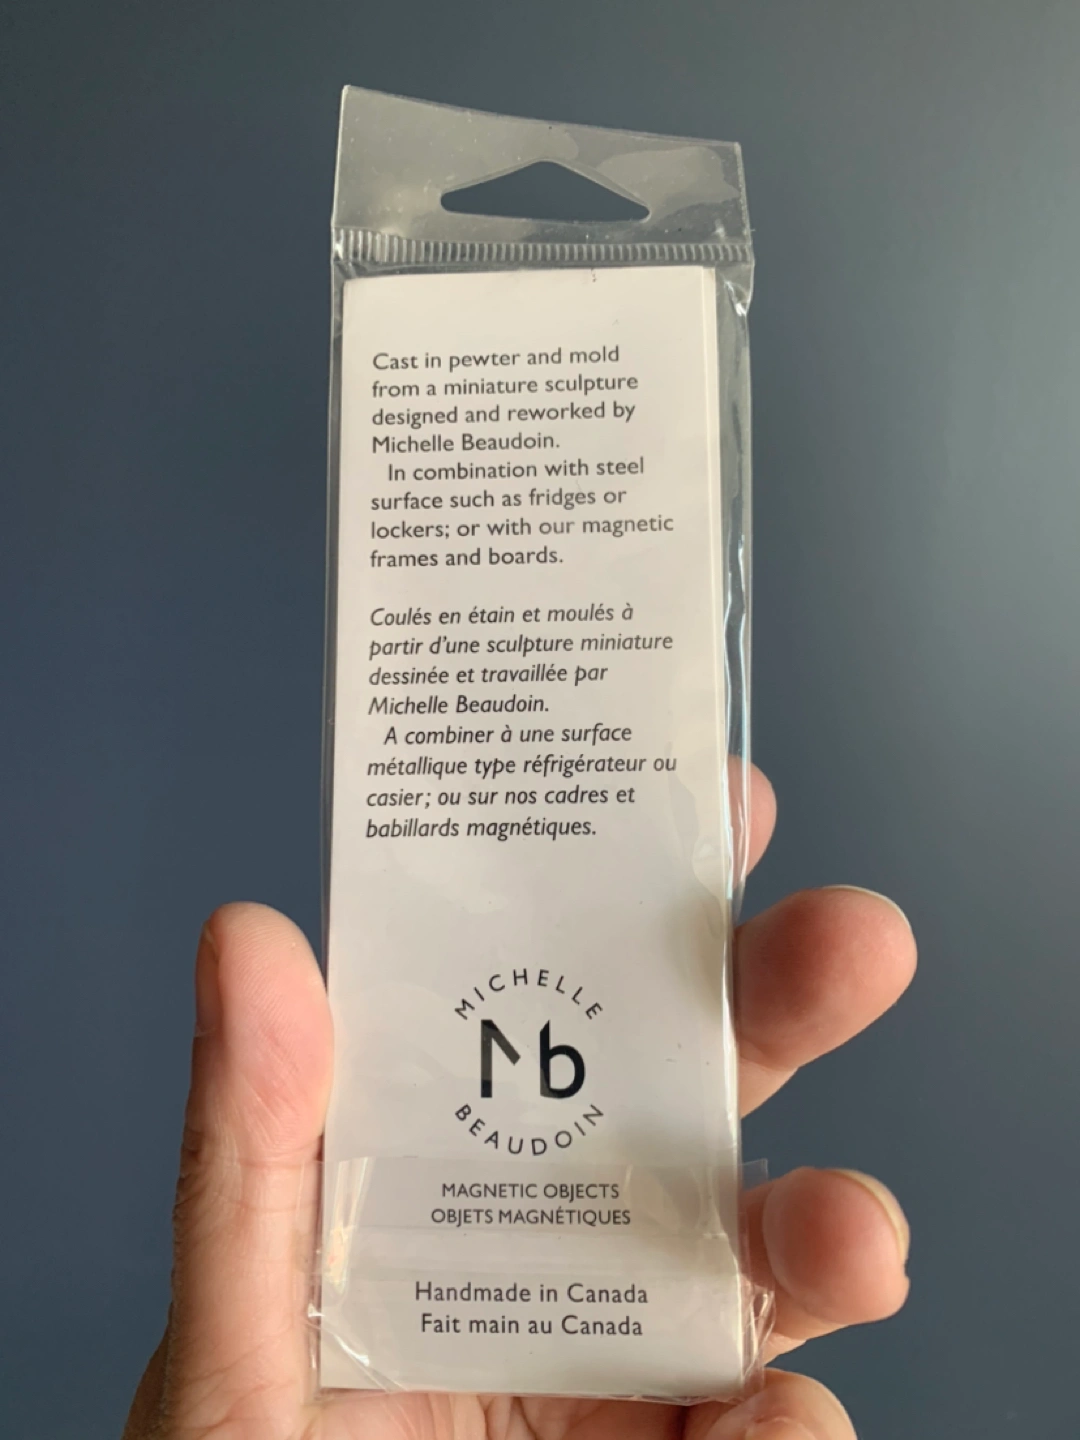 Cast in pewter and mold
from a miniature sculpture
designed and reworked by
Michelle Beaudoin.
In combination with steel
surface such as fridges or
lockers; or with our magnetic
frames and boards.
Coulés en étain et moulés à
partir d'une sculpture miniature
dessinée et travaillée par
Michelle Beaudoin.
A combiner à une surface
métallique type réfrigérateur ou
casier; ou sur nos cadres et
babillards magnétiques.
MICHELLE
Mb
BEAUDOIN
MAGNETIC OBJECTS
OBJETS MAGNÉTIQUES
Handmade in Canada
Fait main au Canada